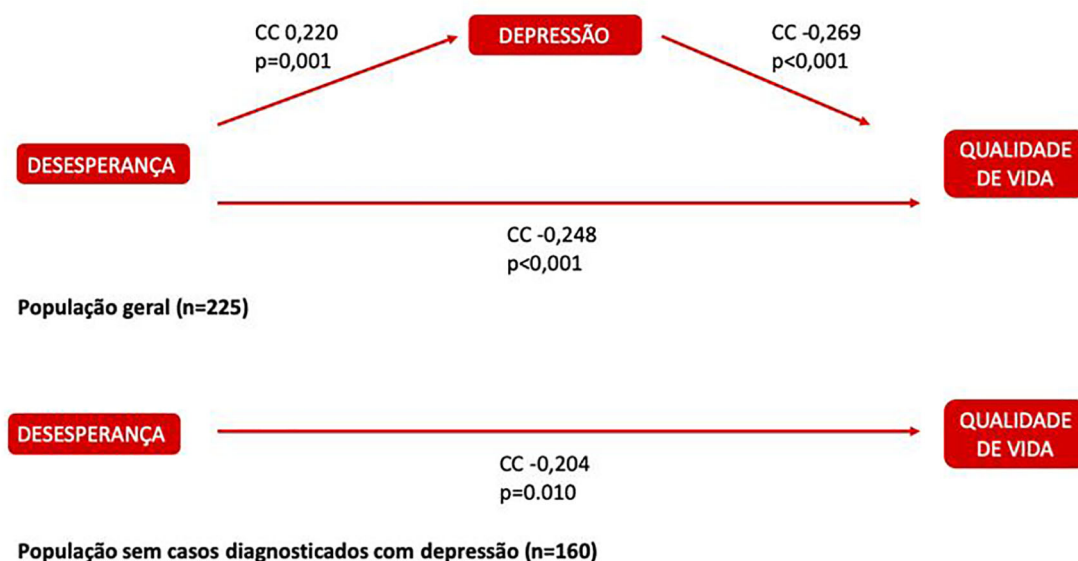 CC 0,220
p=0,001
DEPRESSÃO
CC -0,269
p<0,001
DESESPERANÇA
QUALIDADE
DE VIDA
CC -0,248
p<0,001
População geral (n=225)
DESESPERANÇA
QUALIDADE
DE VIDA
CC -0,204
p=0.010
População sem casos diagnosticados com depressão (n=160)